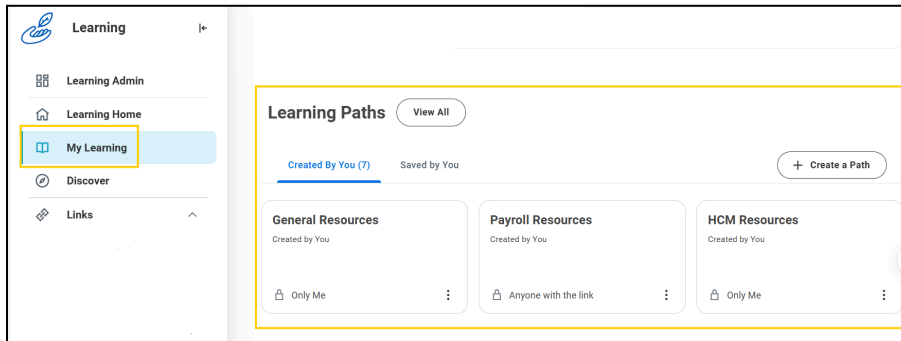 Learning
Learning Admin
Learning Home
My Learning
Discover
Links
Learning Paths
View All
Created By You (7)
Saved by You
+ Create a Path
General Resources
Created by You
Only Me
Payroll Resources
Created by You
Anyone with the link
HCM Resources
Created by You
Only Me